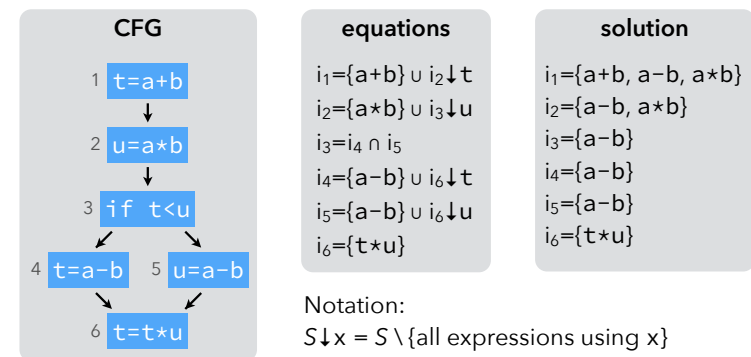 CFG
1 t=a+b
2 u=a*b
3 if t<u
4 t=a-b 5 u=a-b
6 t=t*u
equations
i₁={a+b} ∪ i₂↓t
i₂={a*b} ∪ i₃↓u
i₃=i₄ ∩ i₅
i₄={a-b} ∪ i₆↓t
i₅={a-b} ∪ i₆↓u
i₆={t*u}
solution
i₁={a+b, a-b, a*b}
i₂={a-b, a*b}
i₃={a-b}
i₄={a-b}
i₅={a-b}
i₆={t*u}
Notation:
S↓x = S \ {all expressions using x}